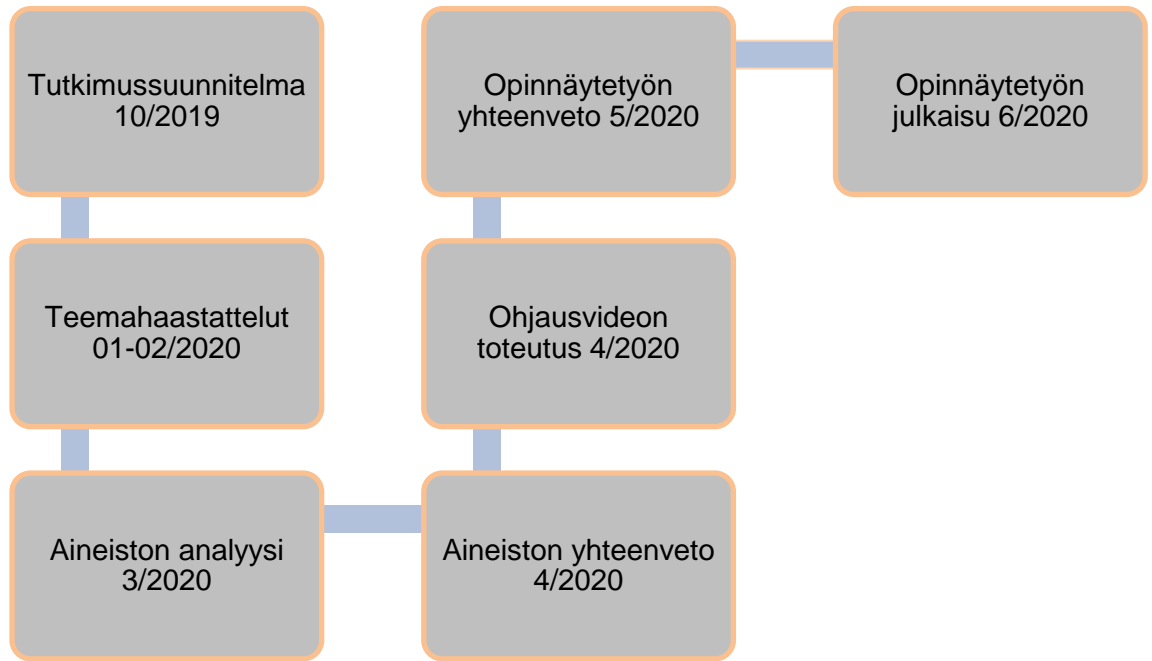 Tutkimussuunnitelma
10/2019
Teemahaastattelut
01-02/2020
Aineiston analyysi
3/2020
Aineiston yhteenveto
4/2020
Ohjausvideon
toteutus 4/2020
Opinnäytetyön
yhteenveto 5/2020
Opinnäytetyön
julkaisu 6/2020